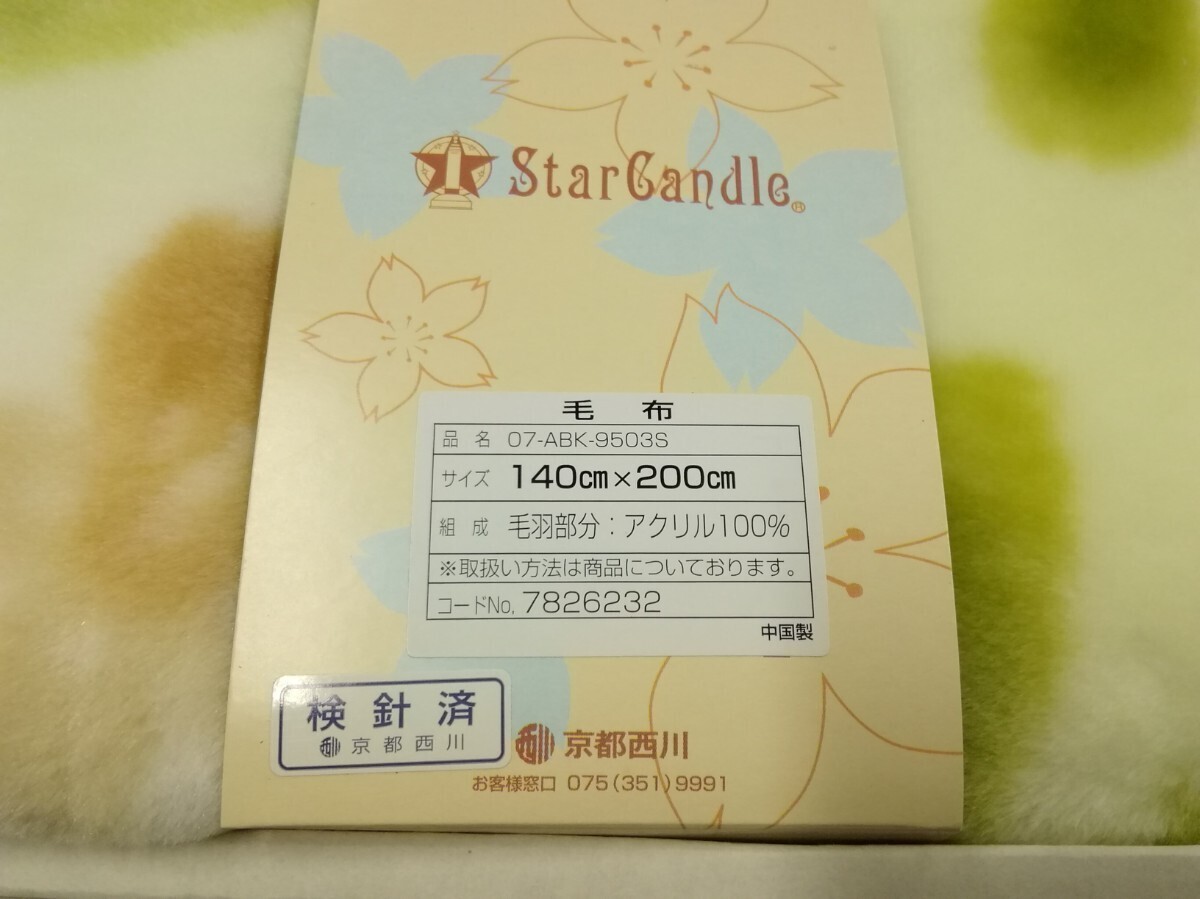 StarCandle®
毛 布
品 名 07-ABK-9503S
サイズ 140㎝×200㎝
組 成 毛羽部分：アクリル100%
※取扱い方法は商品についております。
コードNo. 7826232
中国製
検 針 済
京 都 西 川
京都西川
お客様窓口 075(351)9991